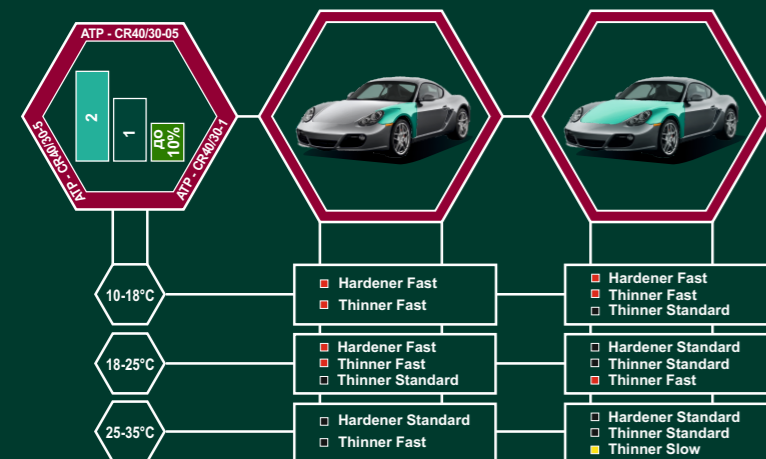 ATP - CR40/30-05
ATP - CR40/30-5
ATP - CR40/30-1
2
1
до
10%
10-18°C
Hardener Fast
Thinner Fast
Hardener Fast
Thinner Fast
Thinner Standard
18-25°C
Hardener Fast
Thinner Fast
Thinner Standard
Hardener Standard
Thinner Standard
Thinner Fast
25-35°C
Hardener Standard
Thinner Fast
Hardener Standard
Thinner Standard
Thinner Slow